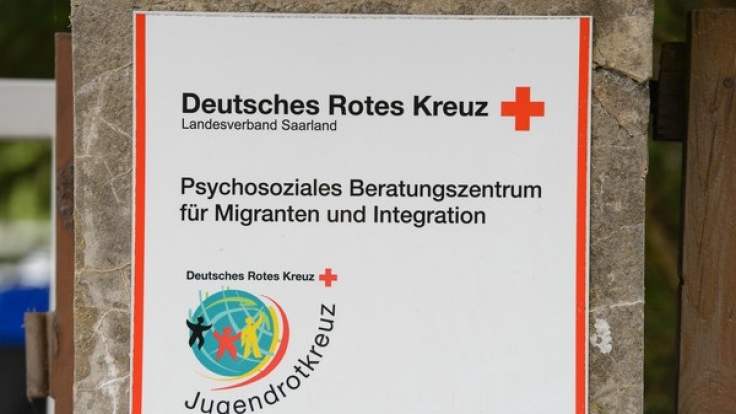 Deutsches Rotes Kreuz
Landesverband Saarland
Psychosoziales Beratungszentrum
für Migranten und Integration
Deutsches Rotes Kreuz
Jugendrotkreuz